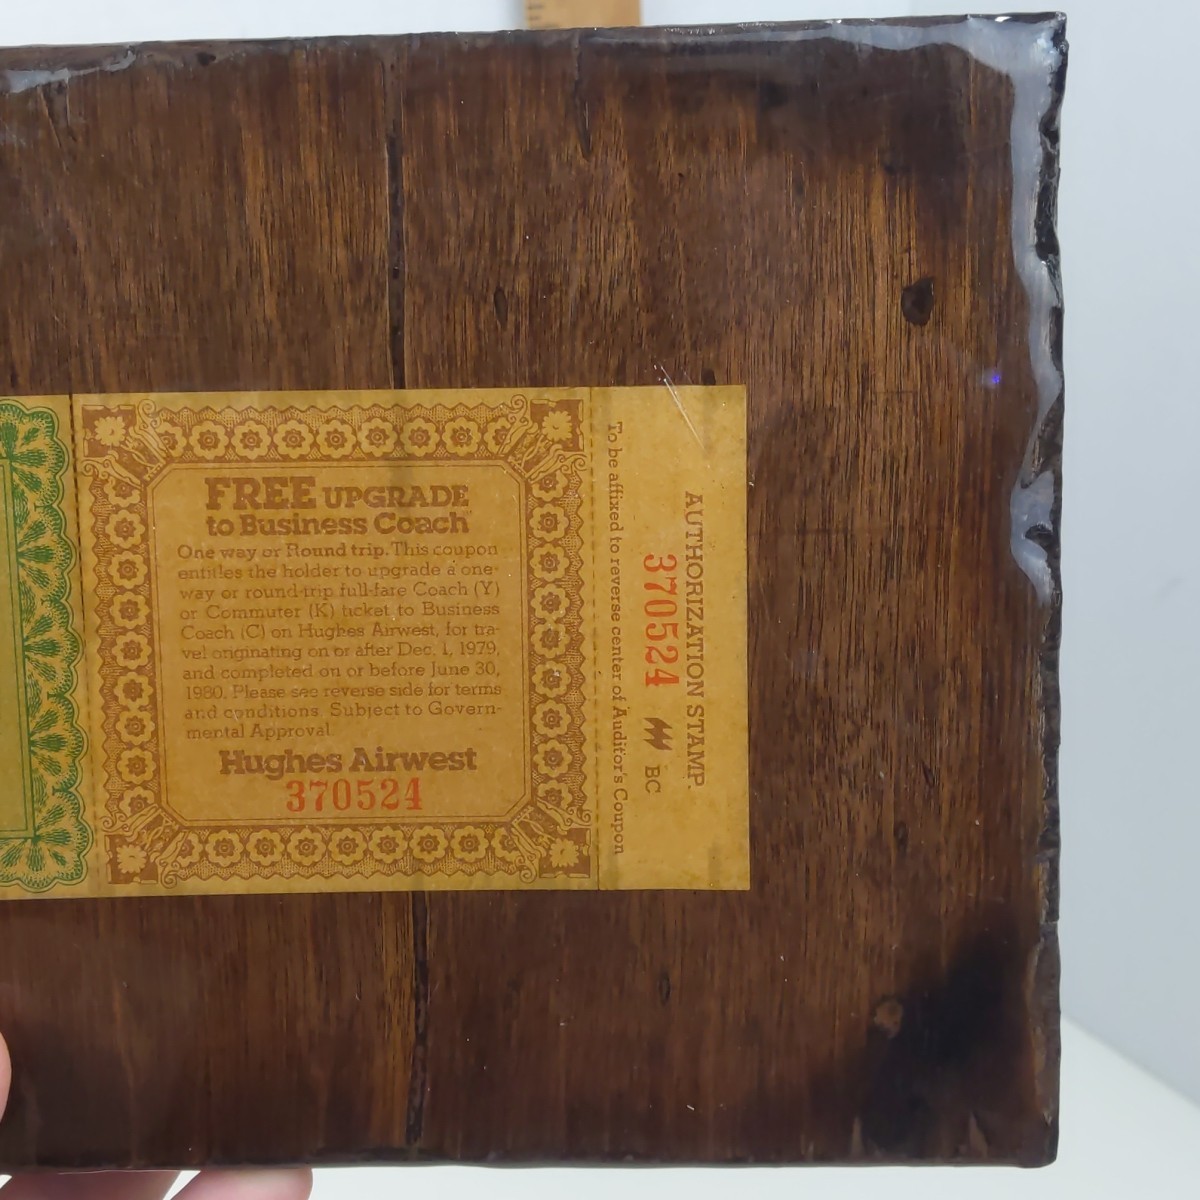 FREE UPGRADE
to Business Coach
One way or Round trip. This coupon
entitles the holder to upgrade a one-
way or round-trip full-fare Coach (Y)
or Commuter (K) ticket to Business
Coach (C) on Hughes Airwest, for tra-
vel originating on or after Dec. 1, 1979,
and completed on or before June 30,
1980. Please see reverse side for terms
and conditions. Subject to Govern-
mental Approval.
Hughes Airwest
370524
AUTHORIZATION STAMP.
370524 BC
To be affixed to reverse center of Auditor's Coupon